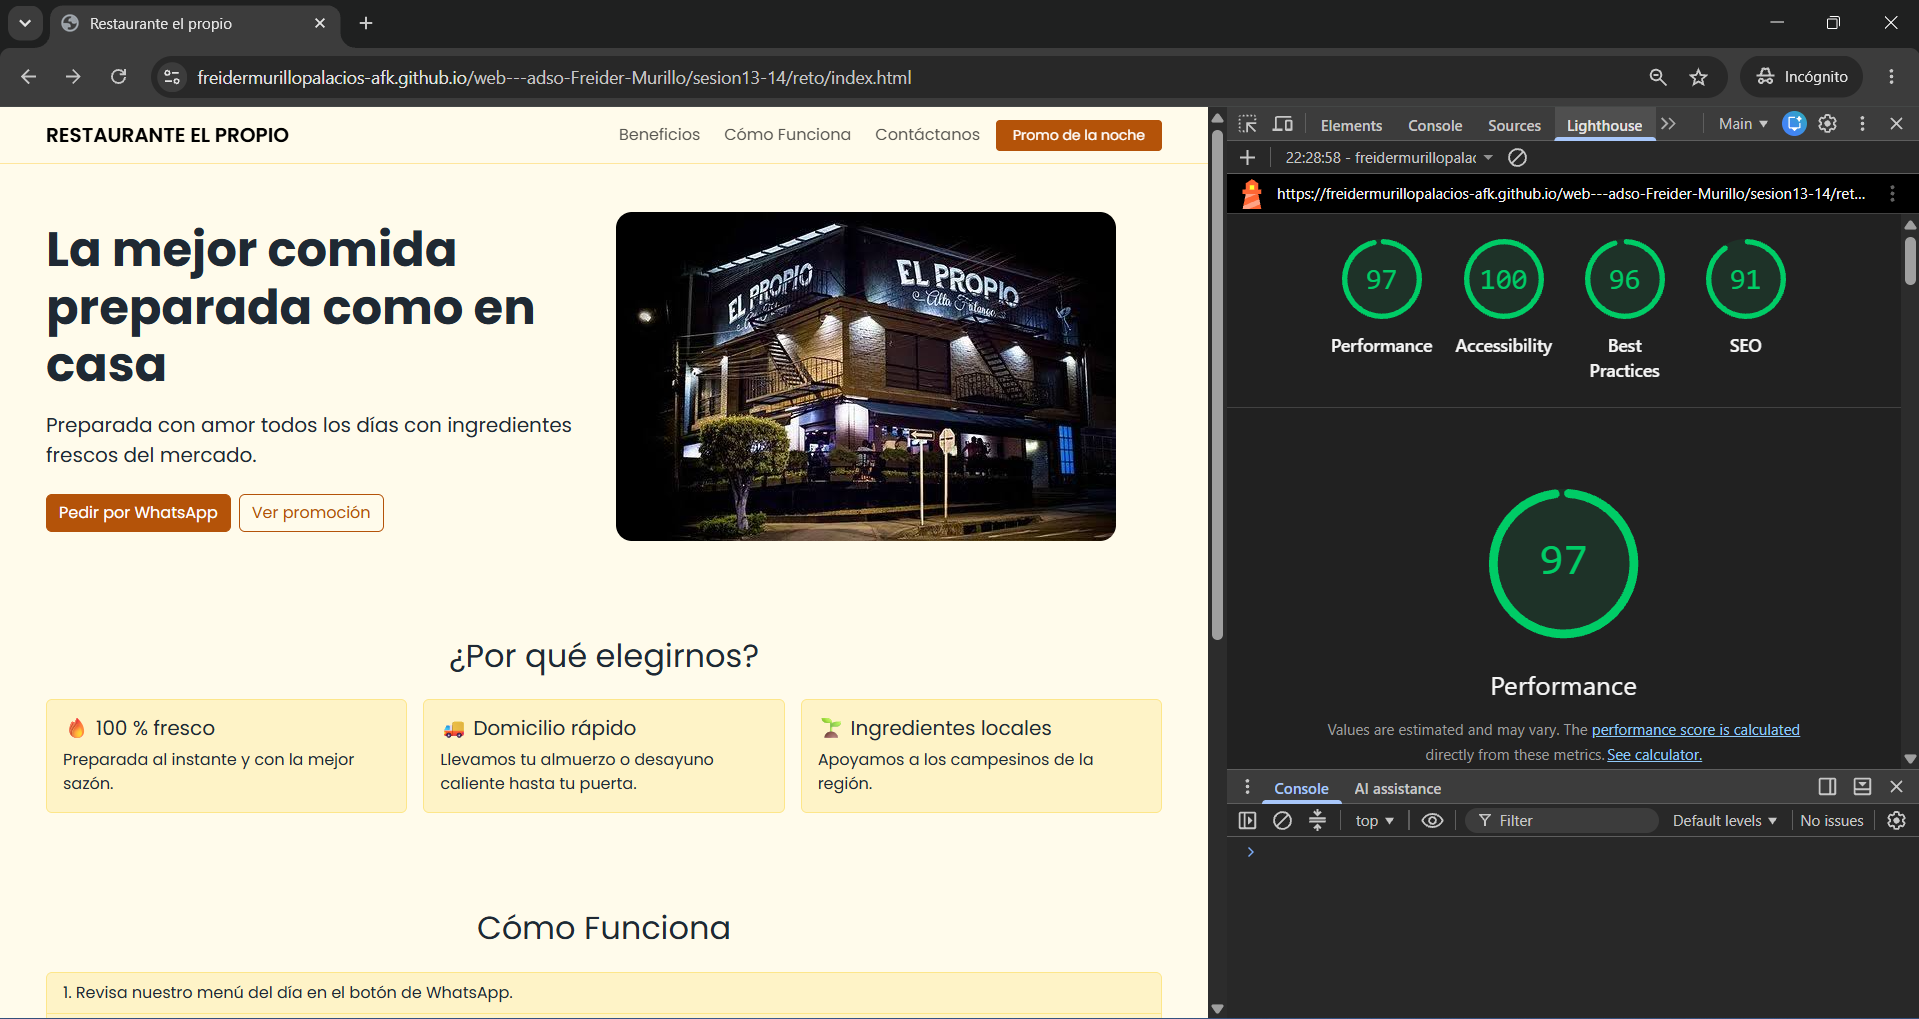 Restaurante el propio
freidermurillopalacios-afk.github.io/web---adso-Freider-Murillo/sesion13-14/reto/index.html
Incógnito
RESTAURANTE EL PROPIO
Beneficios
Cómo Funciona
Contáctanos
Promo de la noche
La mejor comida
preparada como en
casa
Preparada con amor todos los días con ingredientes
frescos del mercado.
Pedir por WhatsApp
Ver promoción
EL PROPIO
EL PROPIO
Alta Fritanga
¿Por qué elegirnos?
100 % fresco
Preparada al instante y con la mejor
sazón.
Domicilio rápido
Llevamos tu almuerzo o desayuno
caliente hasta tu puerta.
Ingredientes locales
Apoyamos a los campesinos de la
región.
Cómo Funciona
1. Revisa nuestro menú del día en el botón de WhatsApp.
Elements
Console
Sources
Lighthouse
Main
22:28:58 - freidermurillopalac
https://freidermurillopalacios-afk.github.io/web---adso-Freider-Murillo/sesion13-14/ret...
97
100
96
91
Performance
Accessibility
Best
Practices
SEO
97
Performance
Values are estimated and may vary. The performance score is calculated
directly from these metrics. See calculator.
Console
AI assistance
top
Filter
Default levels
No issues